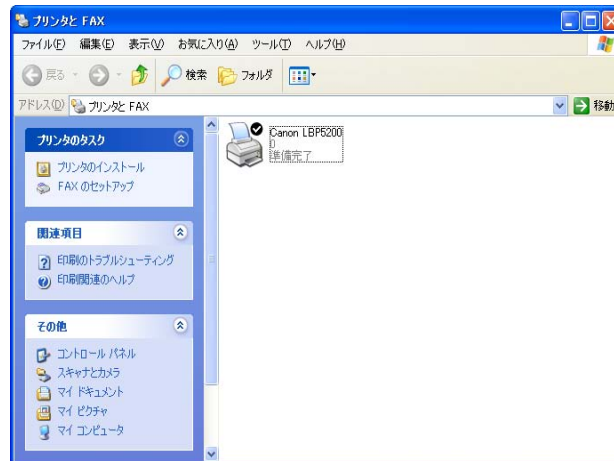 プリンタと FAX
ファイル(F) 編集(E) 表示(V) お気に入り(A) ツール(T) ヘルプ(H)
戻る 検索 フォルダ
アドレス(D) プリンタと FAX 移動
プリンタのタスク
プリンタのインストール
FAX のセットアップ
関連項目
印刷のトラブルシューティング
印刷関連のヘルプ
その他
コントロール パネル
スキャナとカメラ
マイ ドキュメント
マイ ピクチャ
マイ コンピュータ
Canon LBP5200
0
準備完了